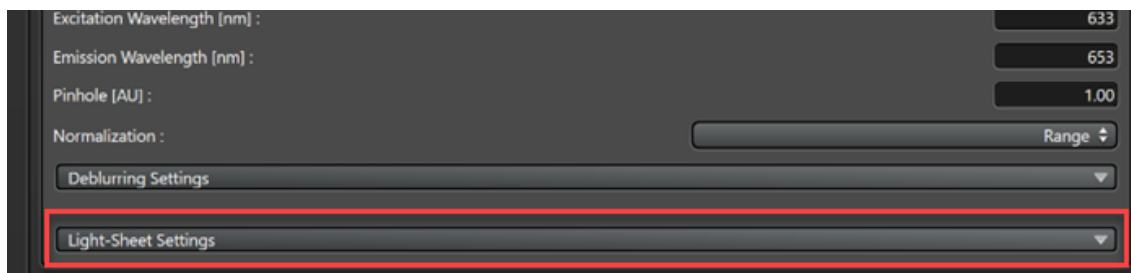 Excitation Wavelength [nm] : 633
Emission Wavelength [nm] : 653
Pinhole [AU] : 1.00
Normalization : Range
Deblurring Settings
Light-Sheet Settings